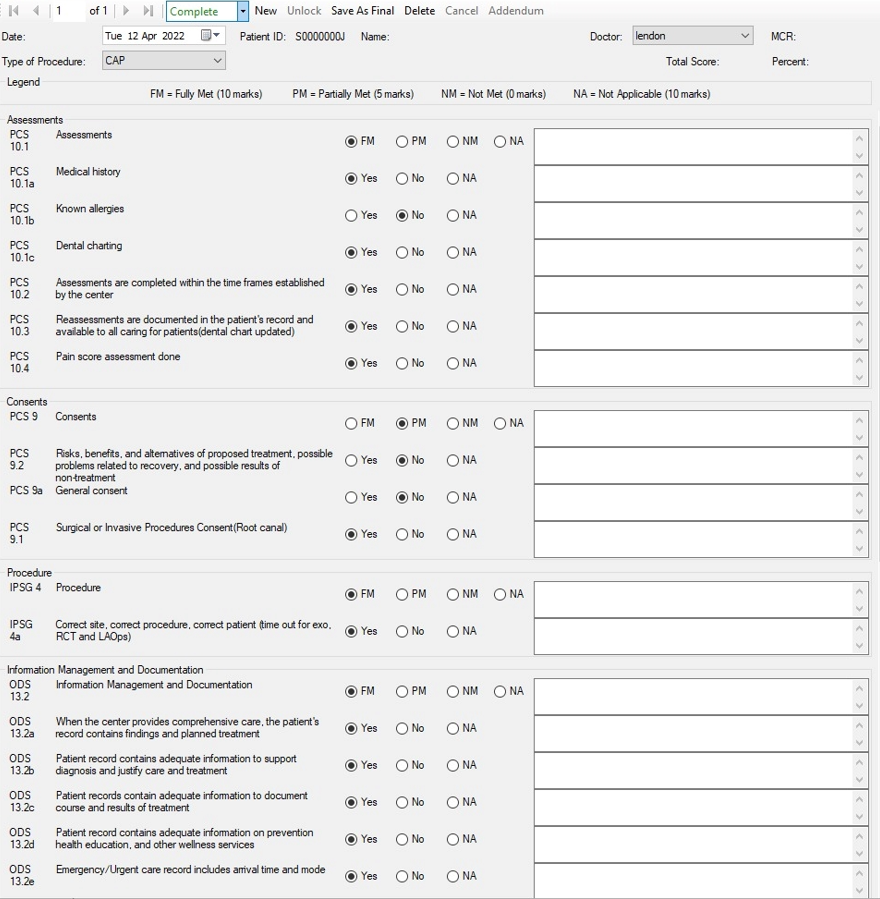 1 of 1 Complete New Unlock Save As Final Delete Cancel Addendum
Date: Tue 12 Apr 2022 Patient ID: S0000000J Name: Doctor: lendon MCR:
Type of Procedure: CAP Total Score: Percent:
Legend
FM = Fully Met (10 marks) PM = Partially Met (5 marks) NM = Not Met (0 marks) NA = Not Applicable (10 marks)
Assessments
PCS Assessments
10.1 FM PM NM NA
PCS Medical history
10.1a Yes No NA
PCS Known allergies
10.1b Yes No NA
PCS Dental charting
10.1c Yes No NA
PCS Assessments are completed within the time frames established
10.2 by the center Yes No NA
PCS Reassessments are documented in the patient's record and
10.3 available to all caring for patients(dental chart updated) Yes No NA
PCS Pain score assessment done
10.4 Yes No NA
Consents
PCS 9 Consents FM PM NM NA
PCS Risks, benefits, and alternatives of proposed treatment, possible
9.2 problems related to recovery, and possible results of Yes No NA
non-treatment
PCS 9a General consent Yes No NA
PCS Surgical or Invasive Procedures Consent(Root canal)
9.1 Yes No NA
Procedure
IPSG 4 Procedure FM PM NM NA
IPSG Correct site, correct procedure, correct patient (time out for exo,
4a RCT and LAOps) Yes No NA
Information Management and Documentation
ODS Information Management and Documentation
13.2 FM PM NM NA
ODS When the center provides comprehensive care, the patient's
13.2a record contains findings and planned treatment Yes No NA
ODS Patient record contains adequate information to support
13.2b diagnosis and justify care and treatment Yes No NA
ODS Patient records contain adequate information to document
13.2c course and results of treatment Yes No NA
ODS Patient record contains adequate information on prevention
13.2d health education, and other wellness services Yes No NA
ODS Emergency/Urgent care record includes arrival time and mode
13.2e Yes No NA